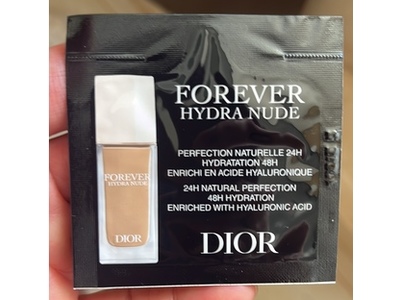 FOREVER
HYDRA NUDE
PERFECTION NATURELLE 24H
HYDRATATION 48H
ENRICHI EN ACIDE HYALURONIQUE
24H NATURAL PERFECTION
48H HYDRATION
ENRICHED WITH HYALURONIC ACID
DIOR
FOREVER
HYDRA NUDE
DIOR